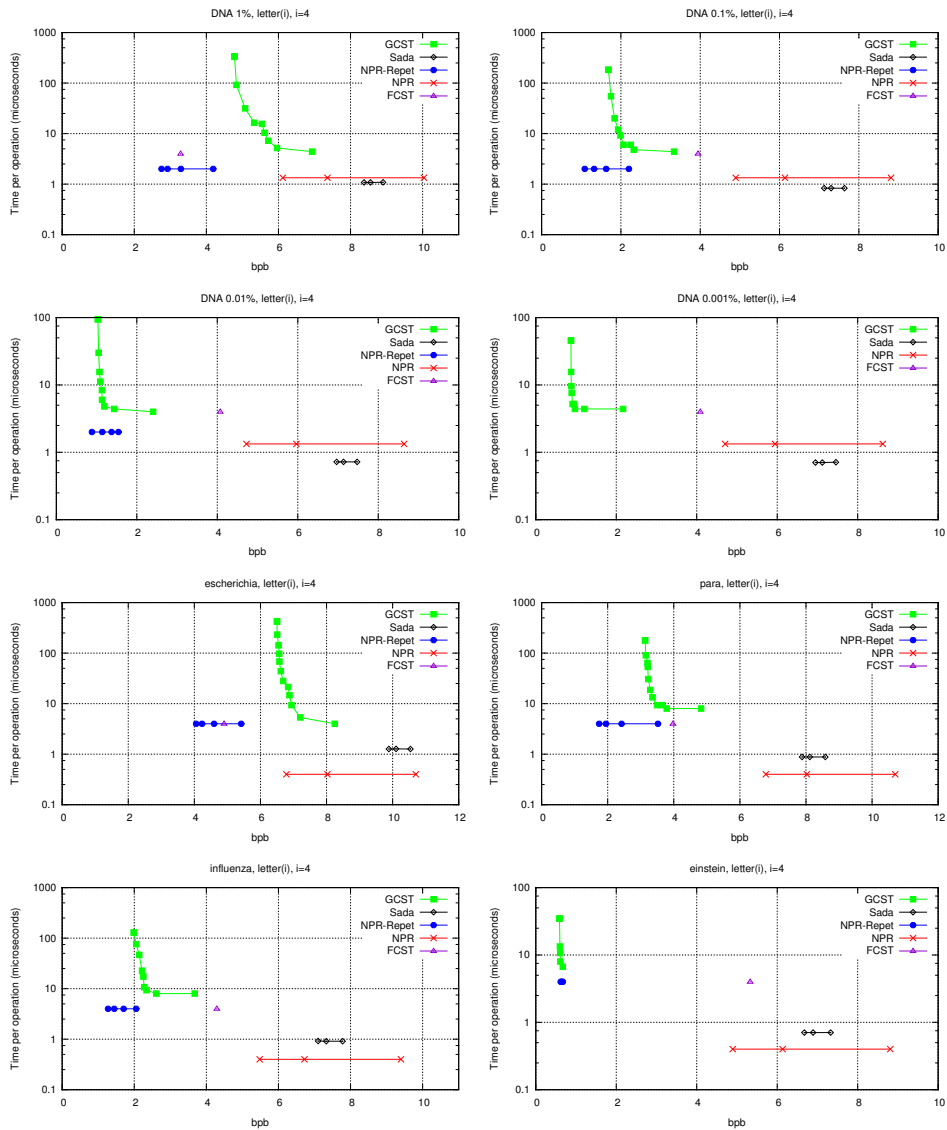 DNA 1%, letter(i), i=4
Time per operation (microseconds)
1000
100
10
1
0.1
0 2 4 6 8 10
bpb
GCST
Sada
NPR-Repet
NPR
FCST
DNA 0.1%, letter(i), i=4
Time per operation (microseconds)
1000
100
10
1
0.1
0 2 4 6 8 10
bpb
GCST
Sada
NPR-Repet
NPR
FCST
DNA 0.01%, letter(i), i=4
Time per operation (microseconds)
100
10
1
0.1
0 2 4 6 8 10
bpb
GCST
Sada
NPR-Repet
NPR
FCST
DNA 0.001%, letter(i), i=4
Time per operation (microseconds)
100
10
1
0.1
0 2 4 6 8 10
bpb
GCST
Sada
NPR
FCST
escherichia, letter(i), i=4
Time per operation (microseconds)
1000
100
10
1
0.1
0 2 4 6 8 10 12
bpb
GCST
Sada
NPR-Repet
NPR
FCST
para, letter(i), i=4
Time per operation (microseconds)
1000
100
10
1
0.1
0 2 4 6 8 10 12
bpb
GCST
Sada
NPR-Repet
NPR
FCST
influenza, letter(i), i=4
Time per operation (microseconds)
1000
100
10
1
0.1
0 2 4 6 8 10
bpb
GCST
Sada
NPR-Repet
NPR
FCST
einstein, letter(i), i=4
Time per operation (microseconds)
100
10
1
0.1
0 2 4 6 8 10
bpb
GCST
Sada
NPR-Repet
NPR
FCST